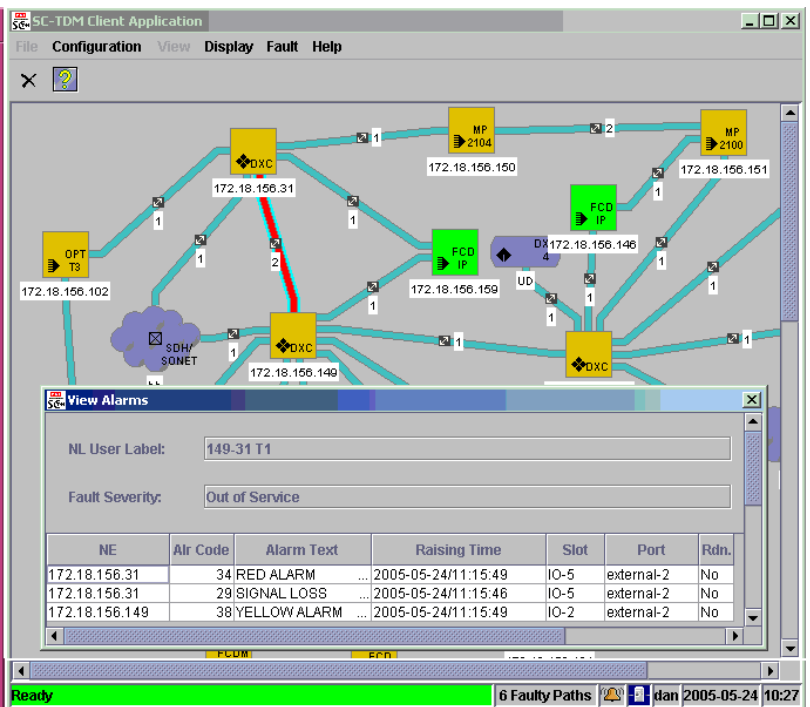 SC-TDM Client Application
File Configuration View Display Fault Help
DXC
172.18.156.31
1
MP
2104
172.18.156.150
2
MP
2100
172.18.156.151
1
OPT
T3
172.18.156.102
1
2
1
FCD
IP
172.18.156.159
1
DX
4
UD
FCD
IP
172.18.156.146
1
1
1
1
1
SDH/
SONET
1
DXC
172.18.156.149
1
DXC
1
View Alarms
NL User Label: 149-31 T1
Fault Severity: Out of Service
NE Alr Code Alarm Text Raising Time Slot Port Rdn.
172.18.156.31 34 RED ALARM ... 2005-05-24/11:15:49 IO-5 external-2 No
172.18.156.31 29 SIGNAL LOSS ... 2005-05-24/11:15:46 IO-5 external-2 No
172.18.156.149 38 YELLOW ALARM ... 2005-05-24/11:15:49 IO-2 external-2 No
FCDM
FCD
Ready 6 Faulty Paths dan 2005-05-24 10:27